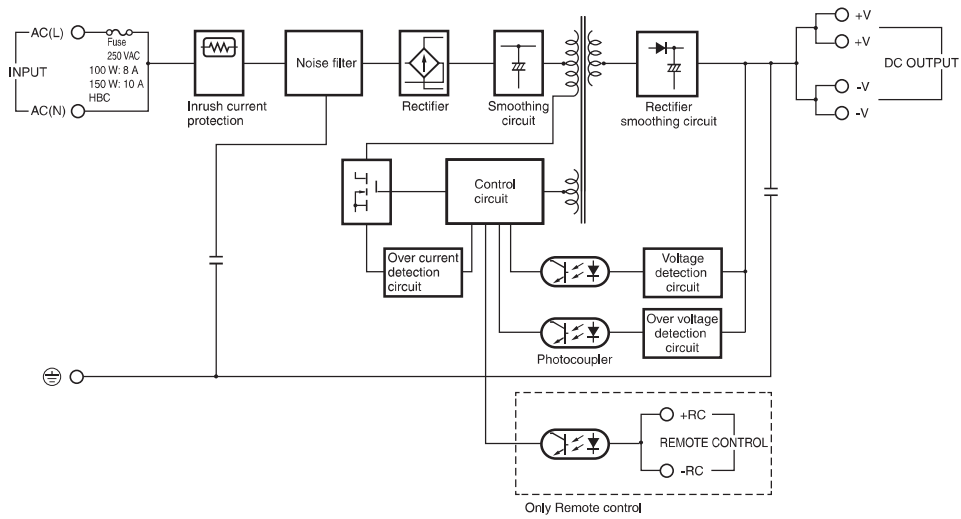 AC(L)
Fuse
250 VAC
100 W: 8 A
150 W: 10 A
HBC
INPUT
AC(N)
Inrush current
protection
Noise filter
Rectifier
Smoothing
circuit
Rectifier
smoothing circuit
+V
+V
DC OUTPUT
-V
-V
Control
circuit
Over current
detection
circuit
Voltage
detection
circuit
Over voltage
detection
circuit
Photocoupler
+RC
REMOTE CONTROL
-RC
Only Remote control